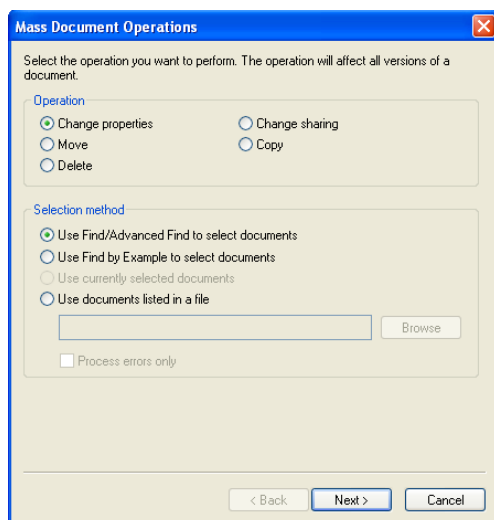 Mass Document Operations
Select the operation you want to perform. The operation will affect all versions of a
document.
Operation
Change properties
Change sharing
Move
Copy
Delete
Selection method
Use Find/Advanced Find to select documents
Use Find by Example to select documents
Use currently selected documents
Use documents listed in a file
Browse
Process errors only
< Back
Next >
Cancel